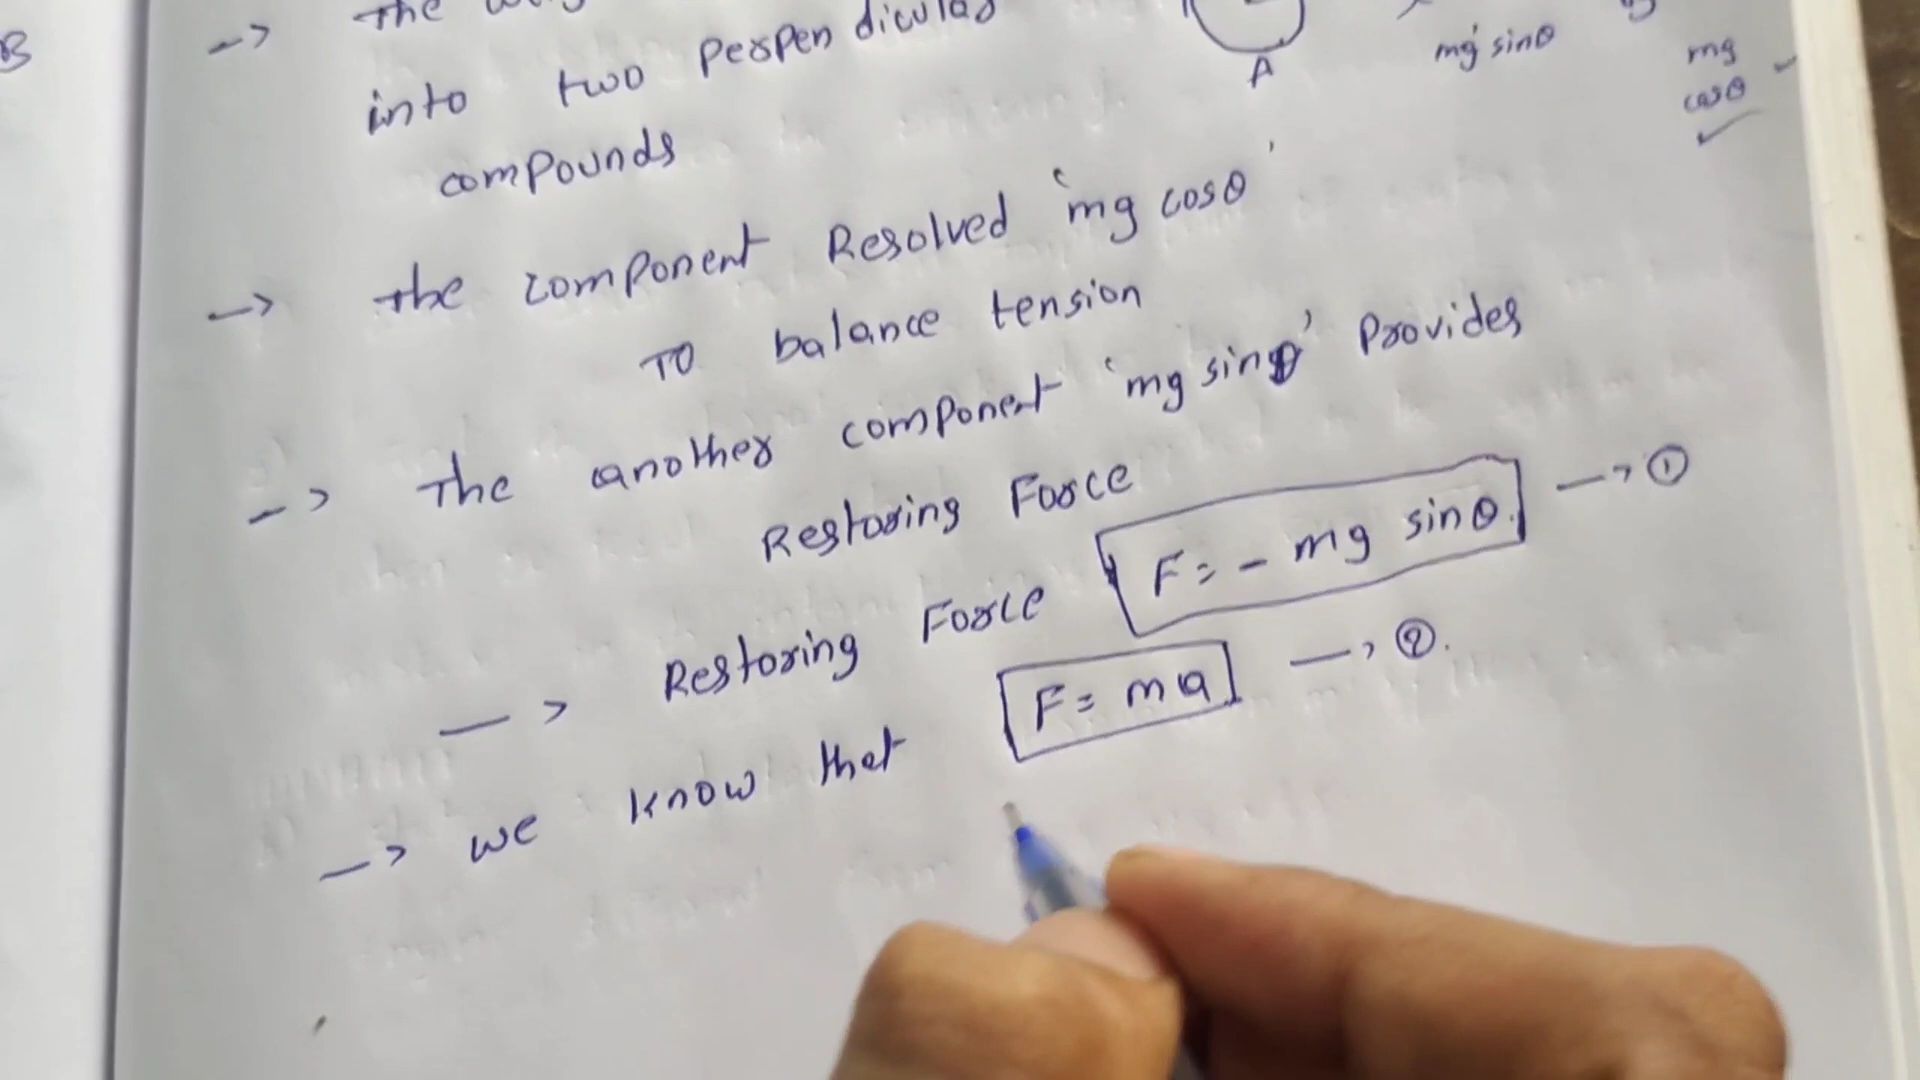 B
→ The
into two perpendicular
compounds
A
mg sinθ
mg
cosθ
→ the component Resolved 'mg cosθ'
TO balance tension
→ The another component 'mg sinθ' Provides
Restoring Force
→ Restoring Force F = - mg sinθ. → ①
→ we know that F = ma → ②.